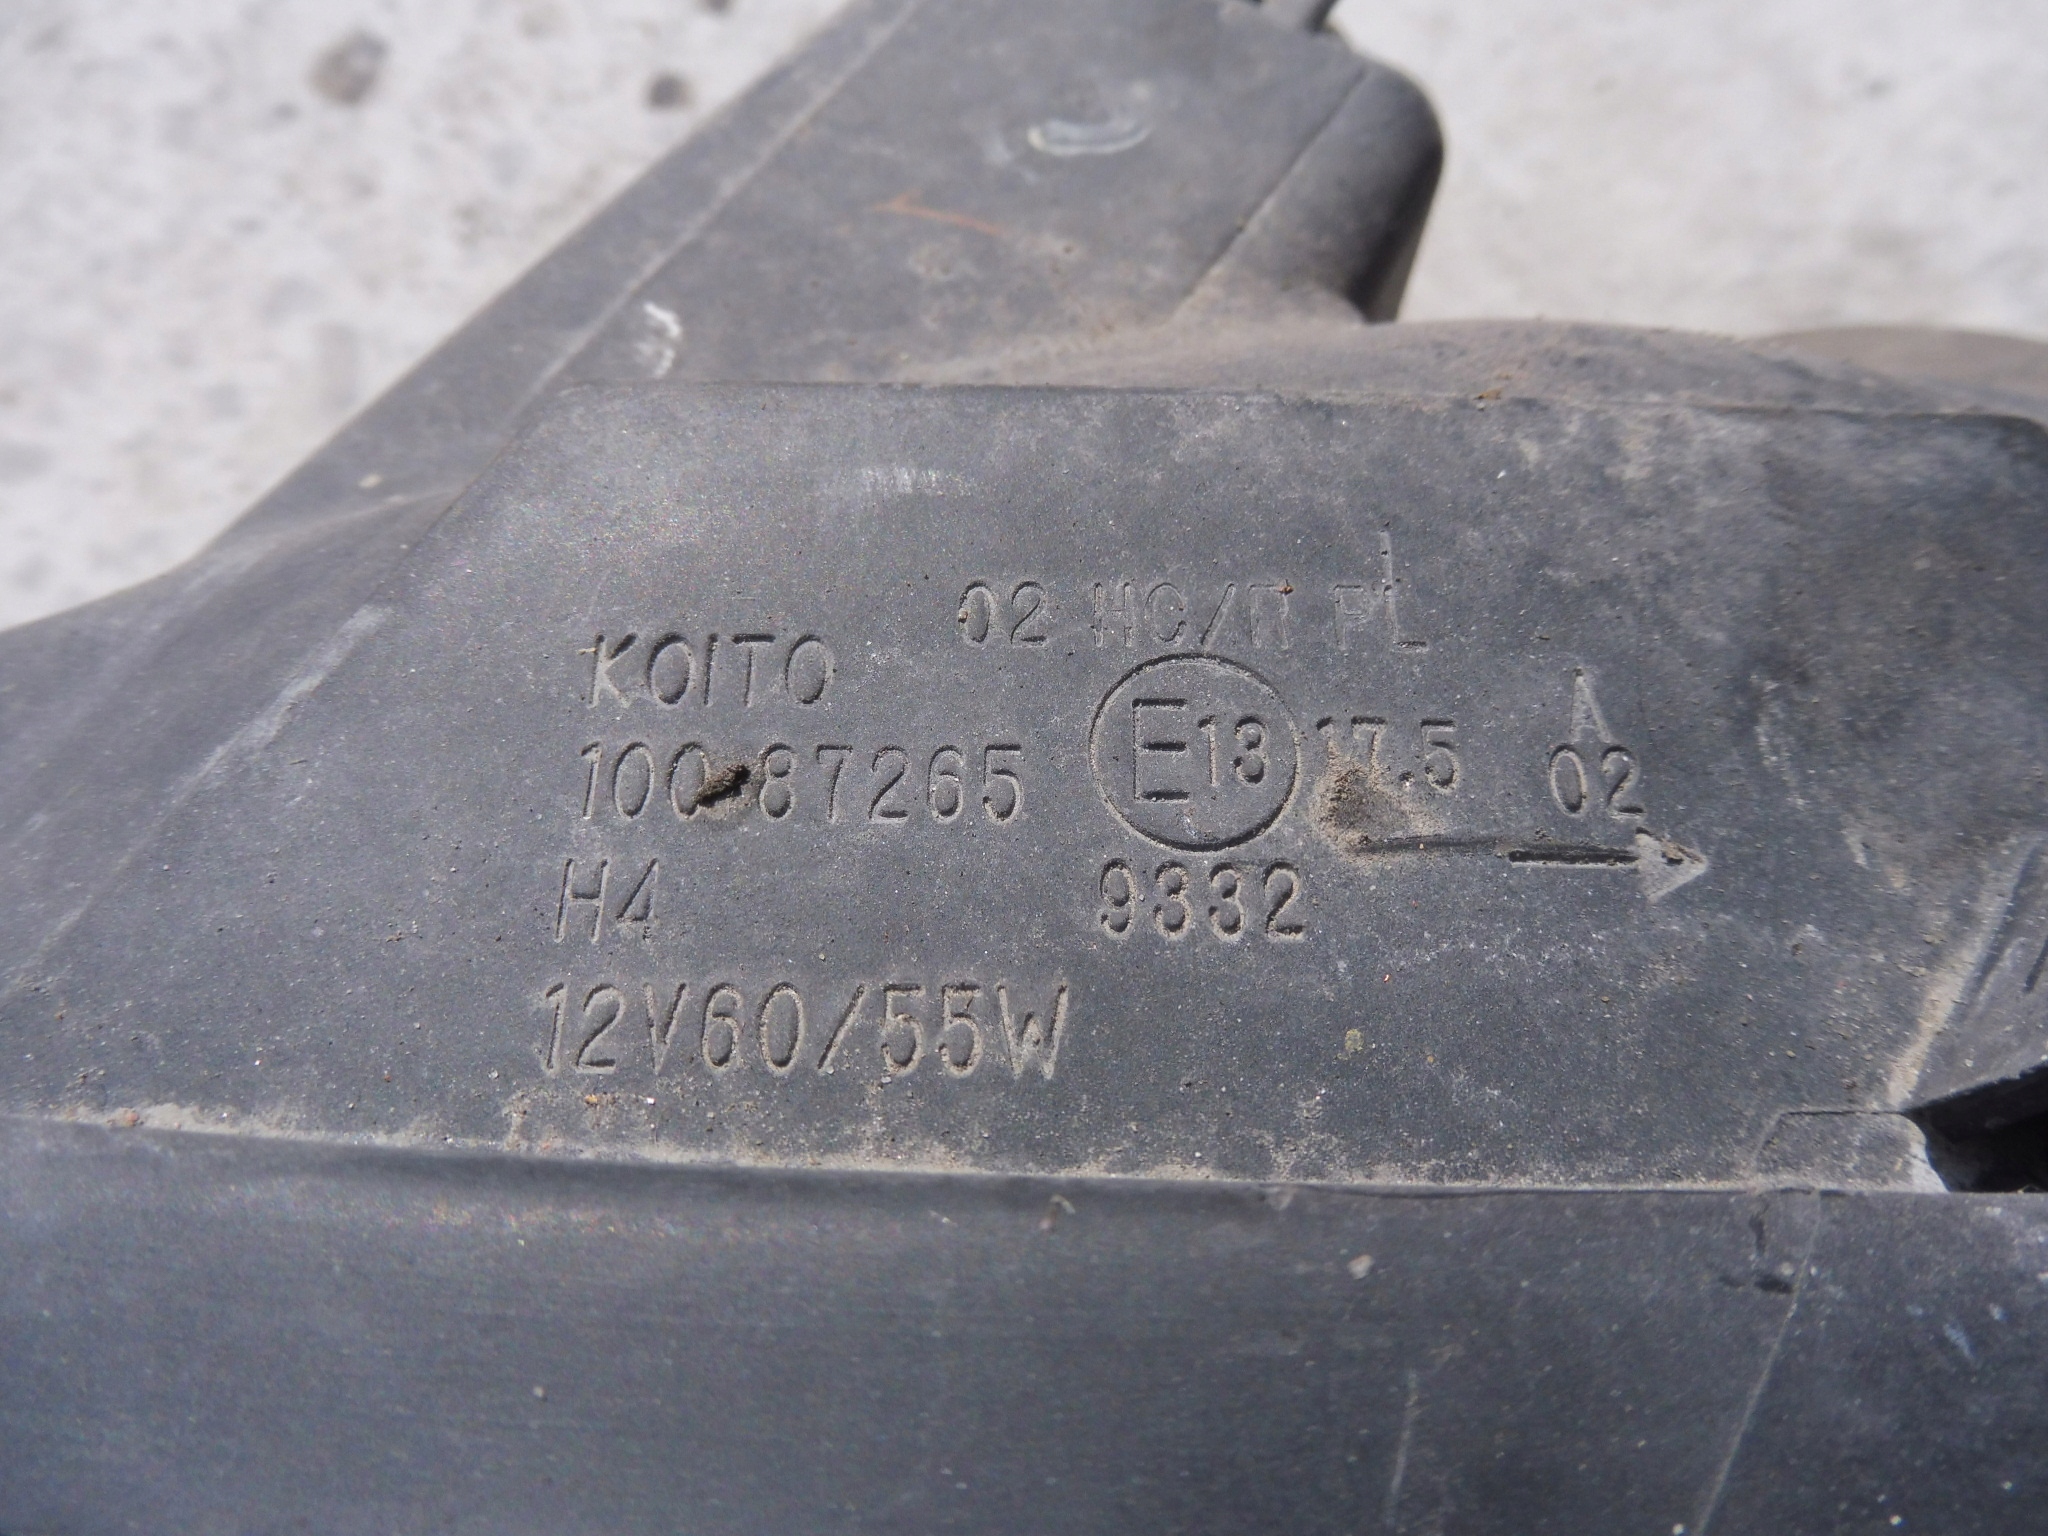 KOITO
100-87265
H4
12V60/55W
02 HC/R PL
E13 17.5
9332
A
02